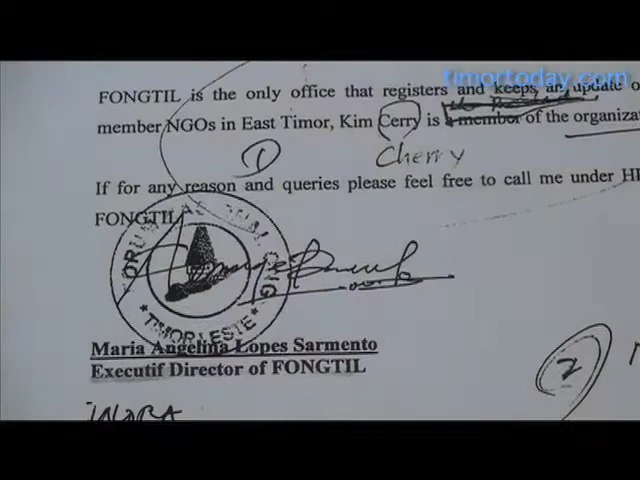 timortoday.com
FONGTIL is the only office that registers and keeps an update
member NGOs in East Timor, Kim Cerry is a member of the organiza
1 Cherry
If for any reason and queries please feel free to call me under
FONGTIL
TIMOR LESTE
Maria Angelina Lopes Sarmento
Executif Director of FONGTIL
2